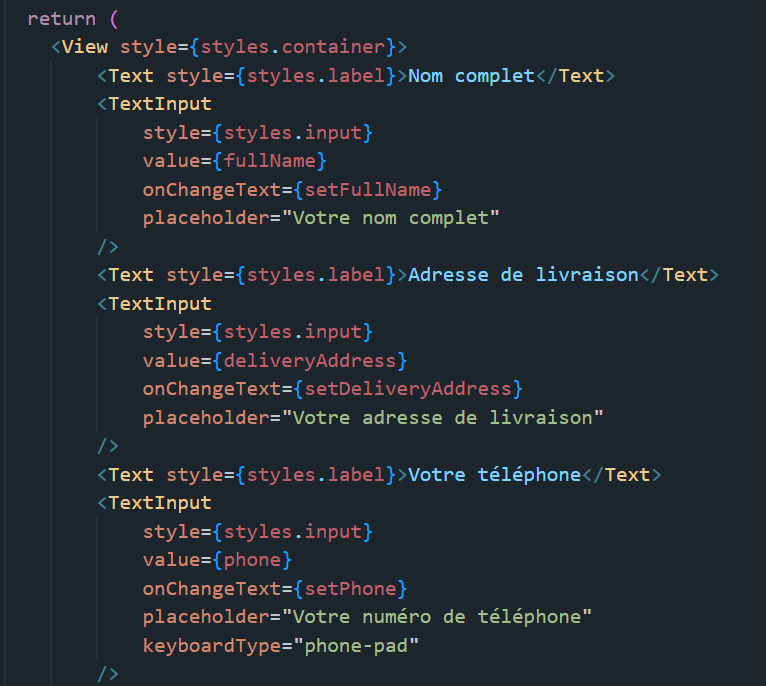 return (
<View style={styles.container}>
<Text style={styles.label}>Nom complet</Text>
<TextInput
style={styles.input}
value={fullName}
onChangeText={setFullName}
placeholder="Votre nom complet"
/>
<Text style={styles.label}>Adresse de livraison</Text>
<TextInput
style={styles.input}
value={deliveryAddress}
onChangeText={setDeliveryAddress}
placeholder="Votre adresse de livraison"
/>
<Text style={styles.label}>Votre téléphone</Text>
<TextInput
style={styles.input}
value={phone}
onChangeText={setPhone}
placeholder="Votre numéro de téléphone"
keyboardType="phone-pad"
/>